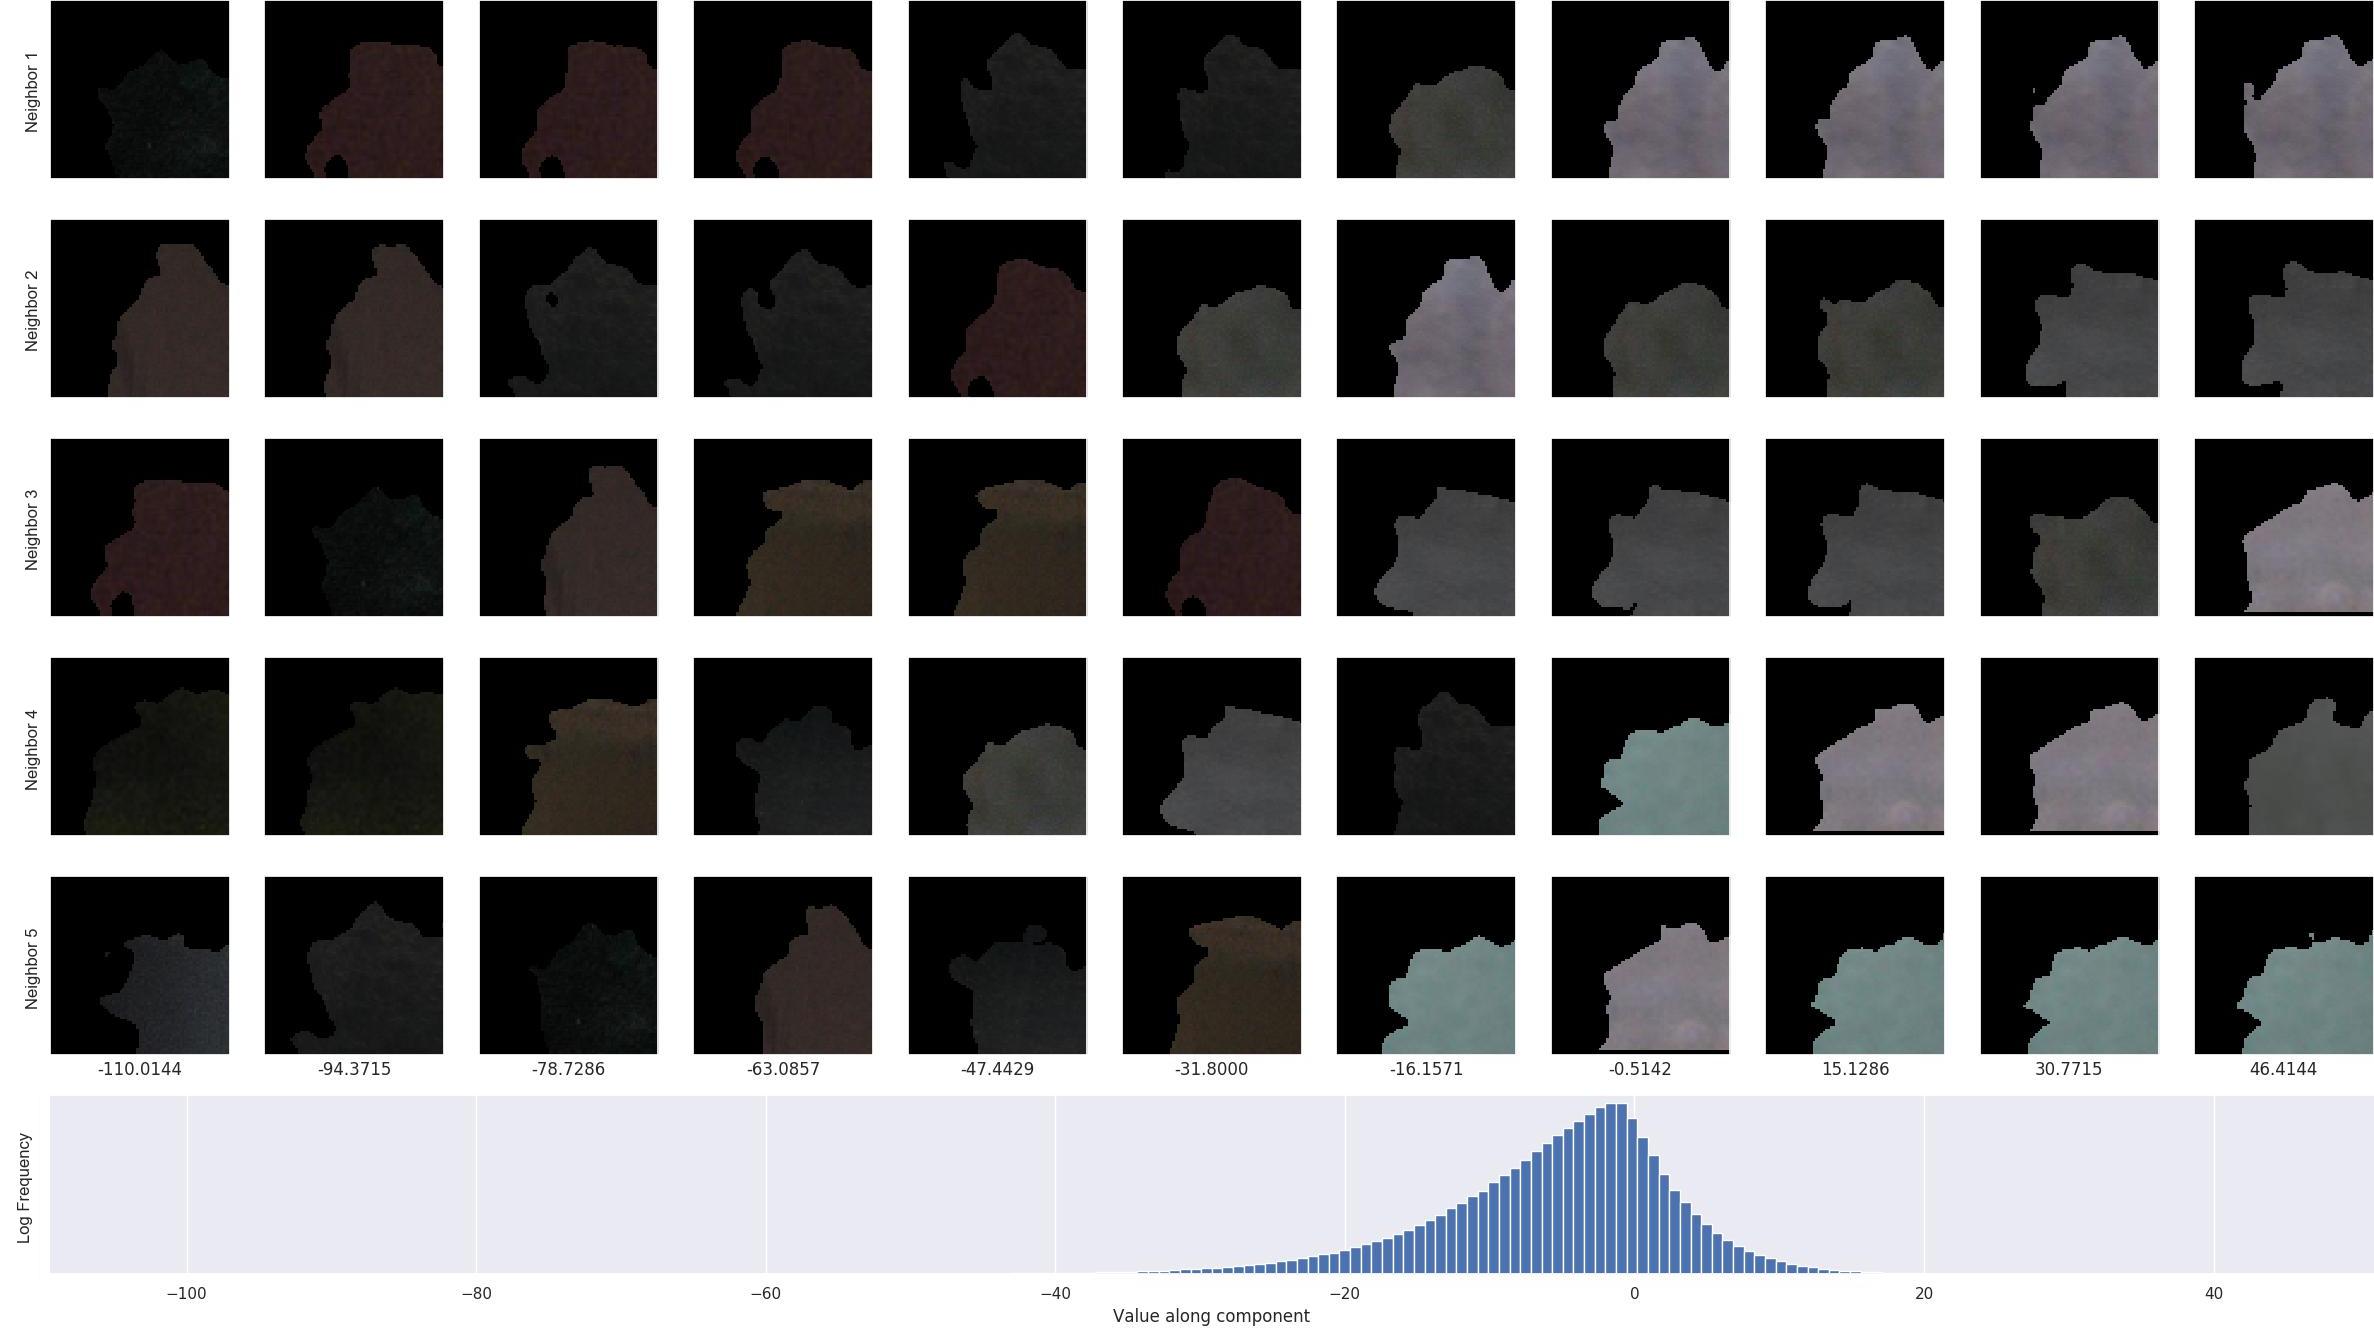 Neighbor 1
Neighbor 2
Neighbor 3
Neighbor 4
Neighbor 5
-110.0144 -94.3715 -78.7286 -63.0857 -47.4429 -31.8000 -16.1571 -0.5142 15.1286 30.7715 46.4144
Log Frequency
−100 −80 −60 −40 −20 0 20 40
Value along component